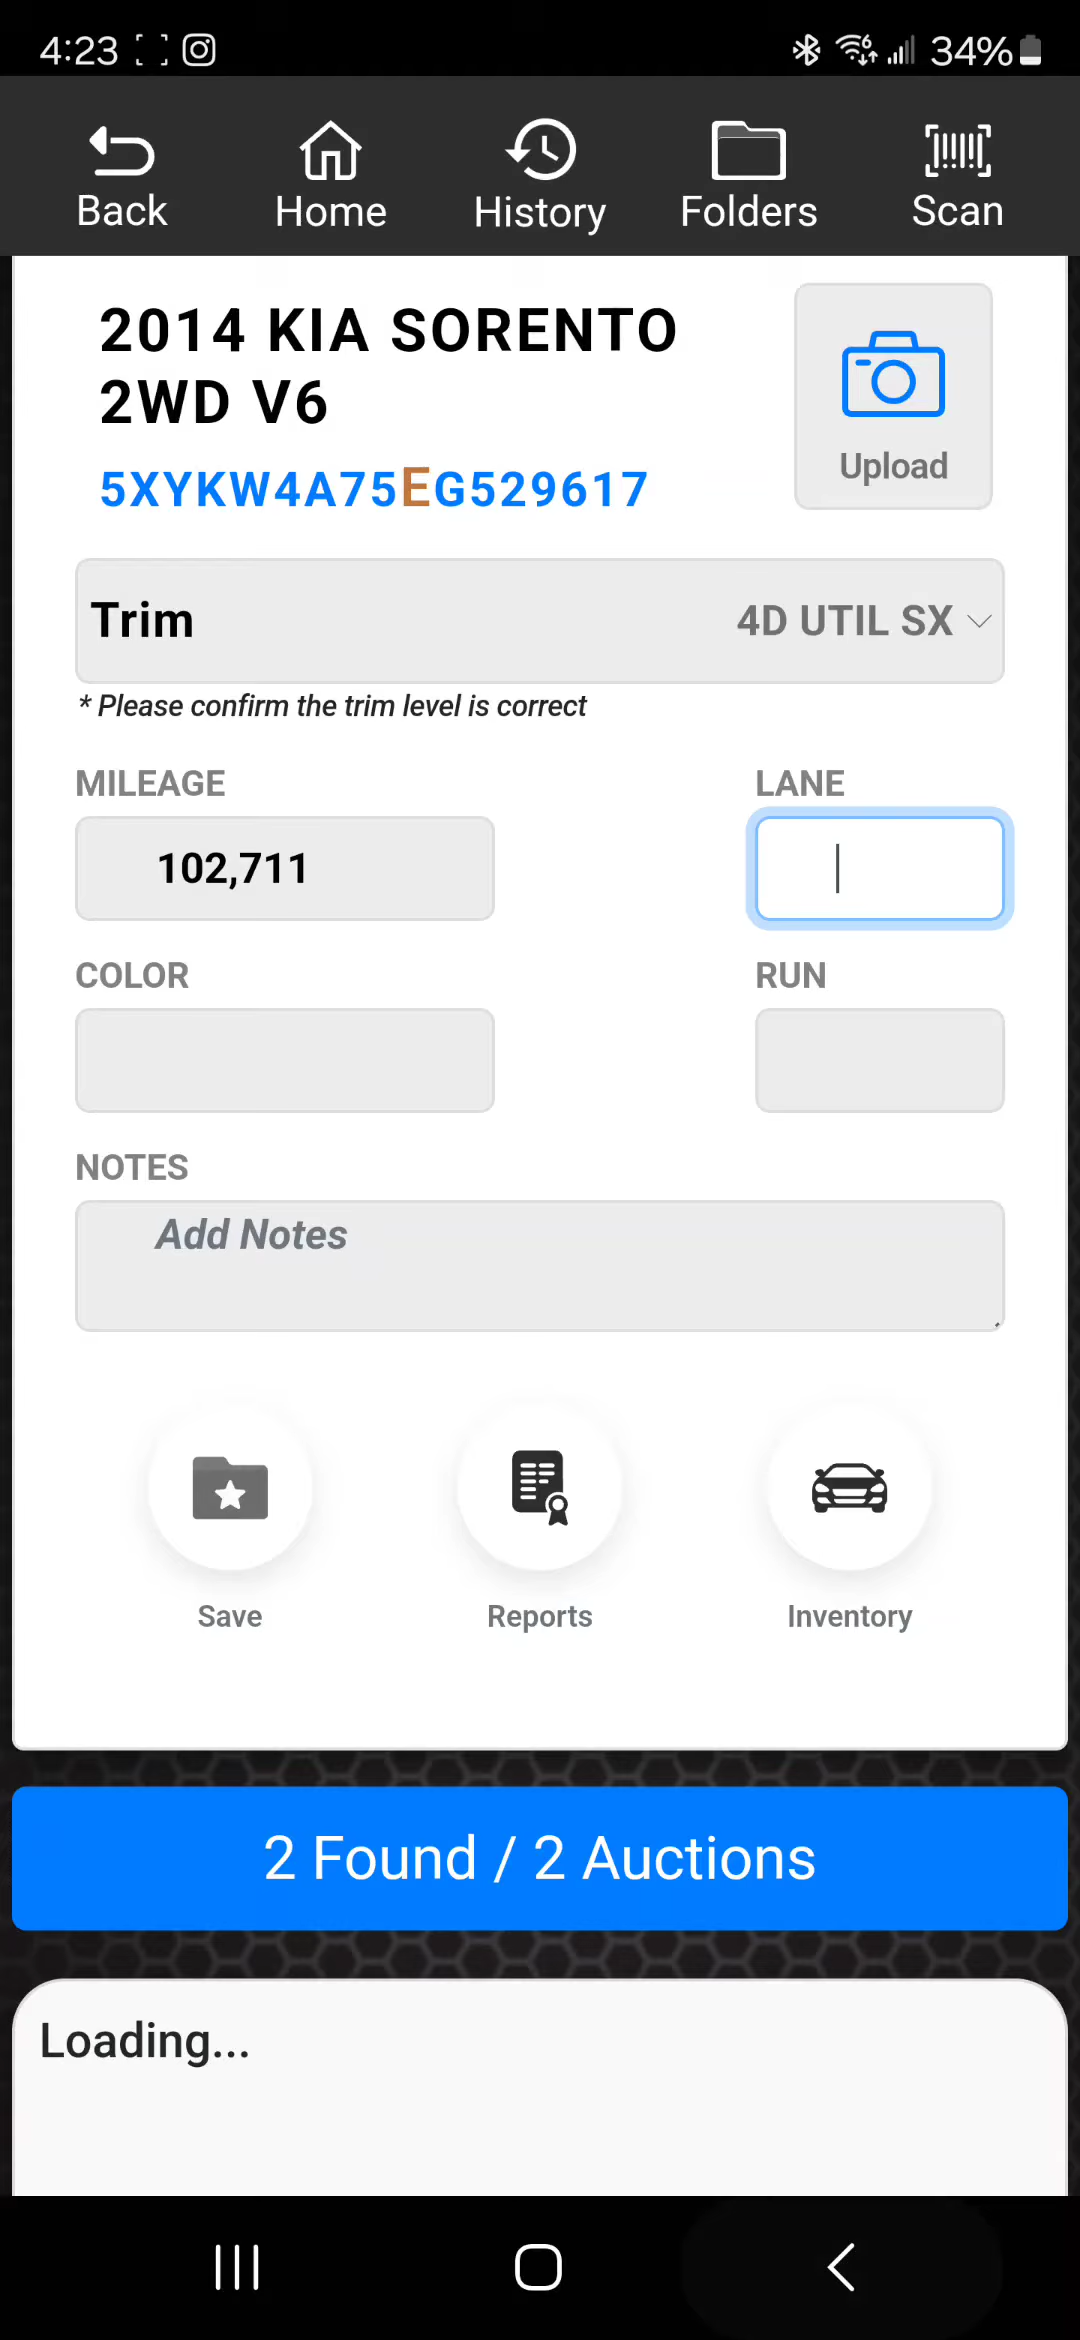 4:23 6 34%
Back Home History Folders Scan
2014 KIA SORENTO
2WD V6
5XYKW4A75EG529617
Upload
Trim 4D UTIL SX
* Please confirm the trim level is correct
MILEAGE LANE
102,711
COLOR RUN
NOTES
Add Notes
Save Reports Inventory
2 Found / 2 Auctions
Loading...